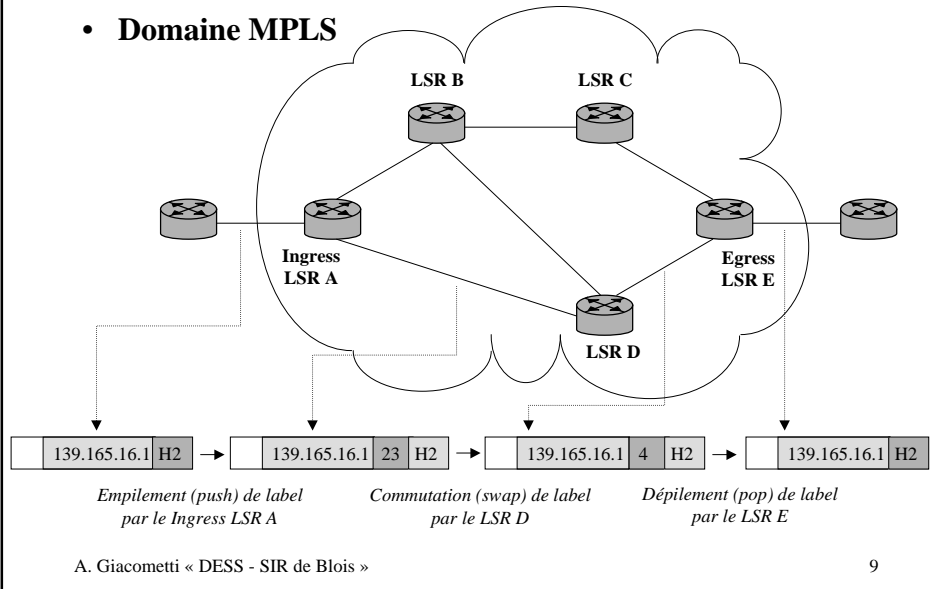 • Domaine MPLS
LSR B
LSR C
Ingress
LSR A
Egress
LSR E
LSR D
139.165.16.1 H2
139.165.16.1 23 H2
139.165.16.1 4 H2
139.165.16.1 H2
Empilement (push) de label
par le Ingress LSR A
Commutation (swap) de label
par le LSR D
Dépilement (pop) de label
par le LSR E
A. Giacometti « DESS - SIR de Blois »
9